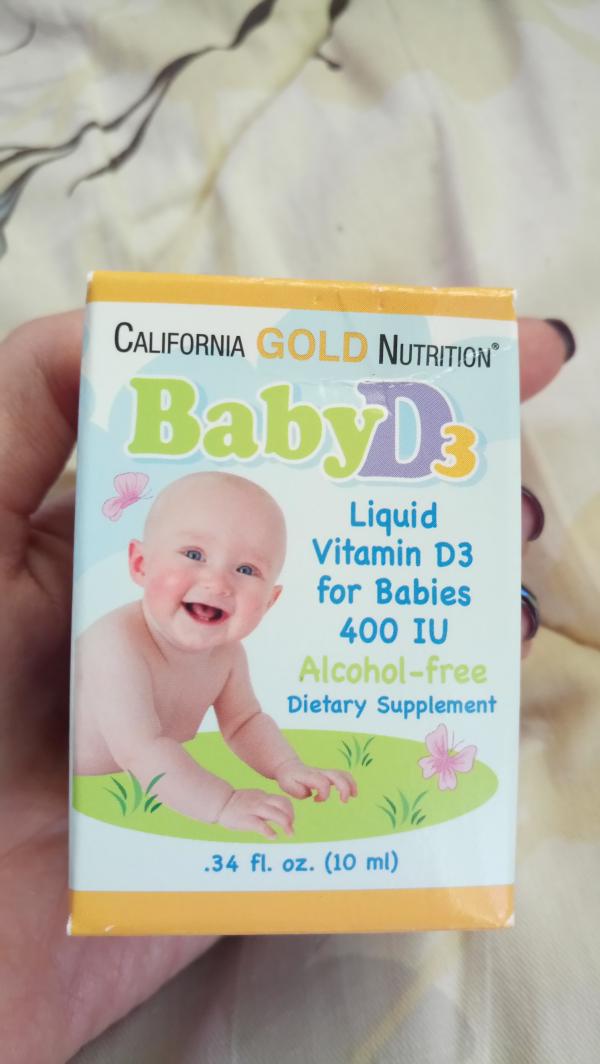 CALIFORNIA GOLD NUTRITION®
BabyD3
Liquid
Vitamin D3
for Babies
400 IU
Alcohol-free
Dietary Supplement
.34 fl. oz. (10 ml)